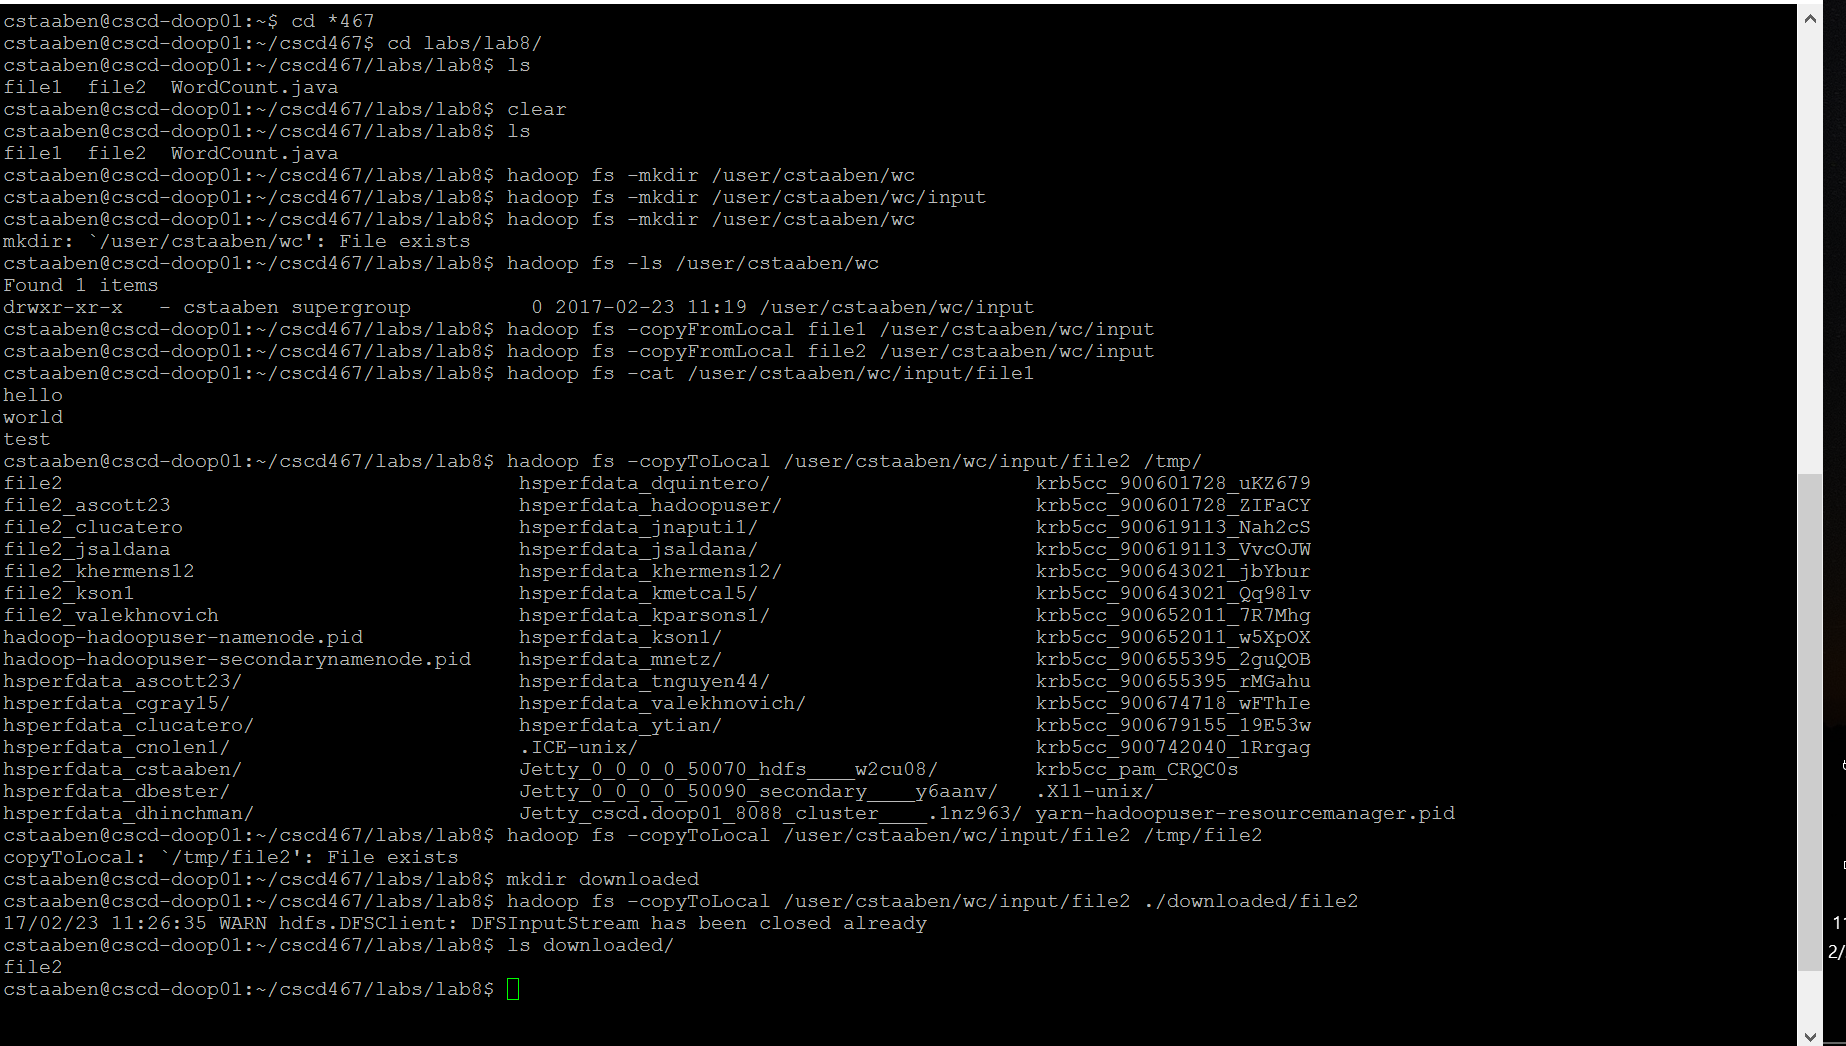 cstaaben@cscd-doop01:~$ cd *467
cstaaben@cscd-doop01:~/cscd467$ cd labs/lab8/
cstaaben@cscd-doop01:~/cscd467/labs/lab8$ ls
file1  file2  WordCount.java
cstaaben@cscd-doop01:~/cscd467/labs/lab8$ clear
cstaaben@cscd-doop01:~/cscd467/labs/lab8$ ls
file1  file2  WordCount.java
cstaaben@cscd-doop01:~/cscd467/labs/lab8$ hadoop fs -mkdir /user/cstaaben/wc
cstaaben@cscd-doop01:~/cscd467/labs/lab8$ hadoop fs -mkdir /user/cstaaben/wc/input
cstaaben@cscd-doop01:~/cscd467/labs/lab8$ hadoop fs -mkdir /user/cstaaben/wc
mkdir: `/user/cstaaben/wc': File exists
cstaaben@cscd-doop01:~/cscd467/labs/lab8$ hadoop fs -ls /user/cstaaben/wc
Found 1 items
drwxr-xr-x   - cstaaben supergroup          0 2017-02-23 11:19 /user/cstaaben/wc/input
cstaaben@cscd-doop01:~/cscd467/labs/lab8$ hadoop fs -copyFromLocal file1 /user/cstaaben/wc/input
cstaaben@cscd-doop01:~/cscd467/labs/lab8$ hadoop fs -copyFromLocal file2 /user/cstaaben/wc/input
cstaaben@cscd-doop01:~/cscd467/labs/lab8$ hadoop fs -cat /user/cstaaben/wc/input/file1
hello
world
test
cstaaben@cscd-doop01:~/cscd467/labs/lab8$ hadoop fs -copyToLocal /user/cstaaben/wc/input/file2 /tmp/
file2                                      hsperfdata_dquintero/                      krb5cc_900601728_uKZ679
file2_ascott23                             hsperfdata_hadoopuser/                     krb5cc_900601728_ZIFaCY
file2_clucatero                            hsperfdata_jnaputi1/                       krb5cc_900619113_Nah2cS
file2_jsaldana                             hsperfdata_jsaldana/                       krb5cc_900619113_VvcOJW
file2_khermens12                           hsperfdata_khermens12/                     krb5cc_900643021_jbYbur
file2_kson1                                hsperfdata_kmetcal5/                       krb5cc_900643021_Qq98lv
file2_valekhnovich                         hsperfdata_kparsons1/                      krb5cc_900652011_7R7Mhg
hadoop-hadoopuser-namenode.pid             hsperfdata_kson1/                          krb5cc_900652011_w5XpOX
hadoop-hadoopuser-secondarynamenode.pid    hsperfdata_mnetz/                          krb5cc_900655395_2guQOB
hsperfdata_ascott23/                       hsperfdata_tnguyen44/                      krb5cc_900655395_rMGahu
hsperfdata_cgray15/                        hsperfdata_valekhnovich/                   krb5cc_900674718_wFThIe
hsperfdata_clucatero/                      hsperfdata_ytian/                          krb5cc_900679155_19E53w
hsperfdata_cnolen1/                        .ICE-unix/                                 krb5cc_900742040_1Rrgag
hsperfdata_cstaaben/                       Jetty_0_0_0_0_50070_hdfs____w2cu08/        krb5cc_pam_CRQC0s
hsperfdata_dbester/                        Jetty_0_0_0_0_50090_secondary____y6aanv/   .X11-unix/
hsperfdata_dhinchman/                      Jetty_cscd.doop01_8088_cluster____.1nz963/ yarn-hadoopuser-resourcemanager.pid
cstaaben@cscd-doop01:~/cscd467/labs/lab8$ hadoop fs -copyToLocal /user/cstaaben/wc/input/file2 /tmp/file2
copyToLocal: `/tmp/file2': File exists
cstaaben@cscd-doop01:~/cscd467/labs/lab8$ mkdir downloaded
cstaaben@cscd-doop01:~/cscd467/labs/lab8$ hadoop fs -copyToLocal /user/cstaaben/wc/input/file2 ./downloaded/file2
17/02/23 11:26:35 WARN hdfs.DFSClient: DFSInputStream has been closed already
cstaaben@cscd-doop01:~/cscd467/labs/lab8$ ls downloaded/
file2
cstaaben@cscd-doop01:~/cscd467/labs/lab8$